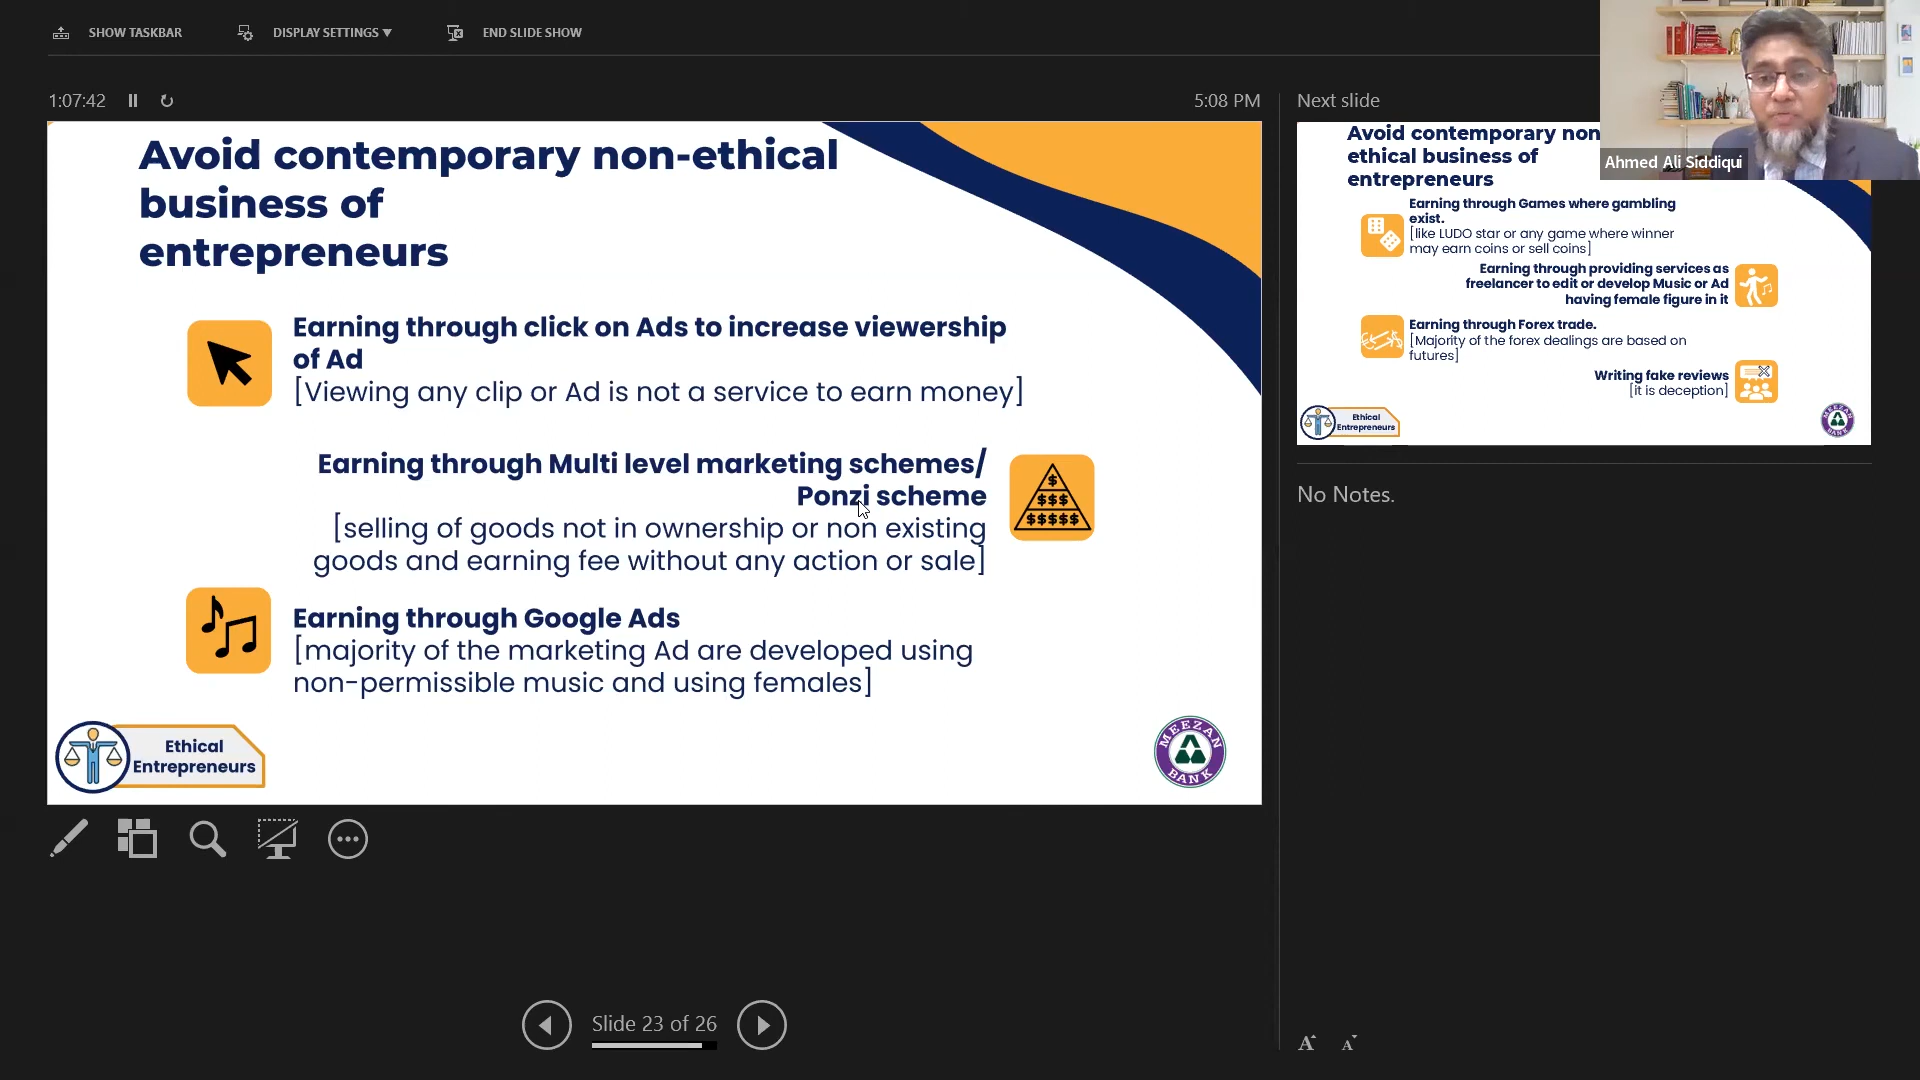 SHOW TASKBAR
DISPLAY SETTINGS ▼
END SLIDE SHOW
1:07:42
5:08 PM
Avoid contemporary non-ethical
business of
entrepreneurs
Earning through click on Ads to increase viewership
of Ad
[Viewing any clip or Ad is not a service to earn money]
Earning through Multi level marketing schemes/
Ponzi scheme
[selling of goods not in ownership or non existing
goods and earning fee without any action or sale]
$
$$$
$$$$$
Earning through Google Ads
[majority of the marketing Ad are developed using
non-permissible music and using females]
Ethical
Entrepreneurs
MEEZAN
BANK
Slide 23 of 26
Next slide
Ahmed Ali Siddiqui
Avoid contemporary non
ethical business of
entrepreneurs
Earning through Games where gambling
exist.
[like LUDO star or any game where winner
may earn coins or sell coins]
Earning through providing services as
freelancer to edit or develop Music or Ad
having female figure in it
Earning through Forex trade.
[Majority of the forex dealings are based on
futures]
Writing fake reviews
[it is deception]
Ethical
Entrepreneurs
MEEZAN
BANK
No Notes.
A A